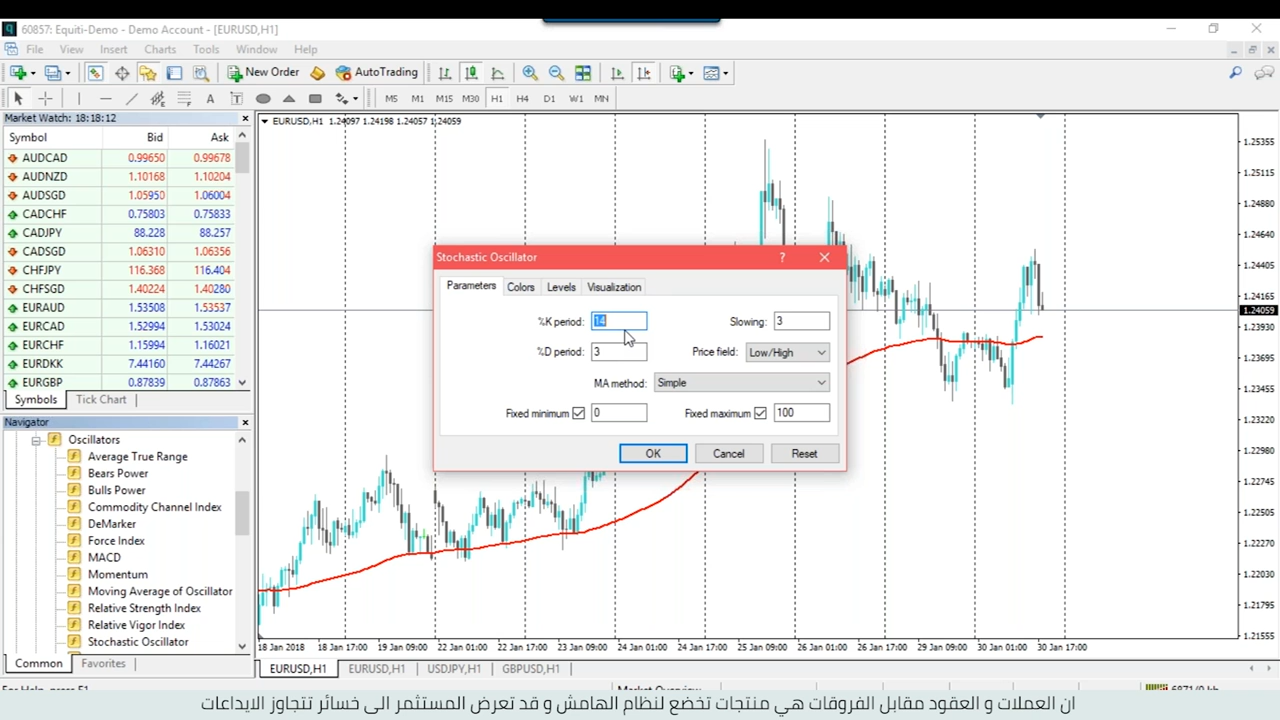 60857: Equiti-Demo - Demo Account - [EURUSD,H1]
File View Insert Charts Tools Window Help
New Order AutoTrading
M5 M1 M15 M30 H1 H4 D1 W1 MN
Market Watch: 18:18:12
Symbol Bid Ask
AUDCAD 0.99650 0.99678
AUDNZD 1.10168 1.10204
AUDSGD 1.05950 1.06004
CADCHF 0.75803 0.75833
CADJPY 88.228 88.257
CADSGD 1.06310 1.06356
CHFJPY 116.368 116.404
CHFSGD 1.40224 1.40280
EURAUD 1.53508 1.53537
EURCAD 1.52994 1.53024
EURCHF 1.15994 1.16021
EURDKK 7.44160 7.44266
EURGBP 0.87839 0.87863
Symbols Tick Chart
Navigator
Oscillators
Average True Range
Bears Power
Bulls Power
Commodity Channel Index
DeMarker
Force Index
MACD
Momentum
Moving Average of Oscillator
Relative Strength Index
Relative Vigor Index
Stochastic Oscillator
Common Favorites
EURUSD,H1 1.24097 1.24198 1.24057 1.24059
Stochastic Oscillator ?
Parameters Colors Levels Visualization
%K period: 14 Slowing: 3
%D period: 3 Price field: Low/High
MA method: Simple
Fixed minimum 0 Fixed maximum 100
OK Cancel Reset
1.25355
1.25115
1.24880
1.24640
1.24405
1.24165
1.24059
1.23930
1.23695
1.23455
1.23220
1.22980
1.22745
1.22505
1.22270
1.22030
1.21795
1.21555
18 Jan 2018 18 Jan 17:00 19 Jan 09:00 22 Jan 01:00 22 Jan 17:00 23 Jan 09:00 24 Jan 01:00 24 Jan 17:00 25 Jan 09:00 26 Jan 01:00 26 Jan 17:00 29 Jan 09:00 30 Jan 01:00 30 Jan 17:00
EURUSD,H1 EURUSD,H1 USDJPY,H1 GBPUSD,H1
For Help, press F1 Market Overview 6871/0 kb
ان العملات و العقود مقابل الفروقات هي منتجات تخضع لنظام الهامش و قد تعرض المستثمر الى خسائر تتجاوز الايداعات